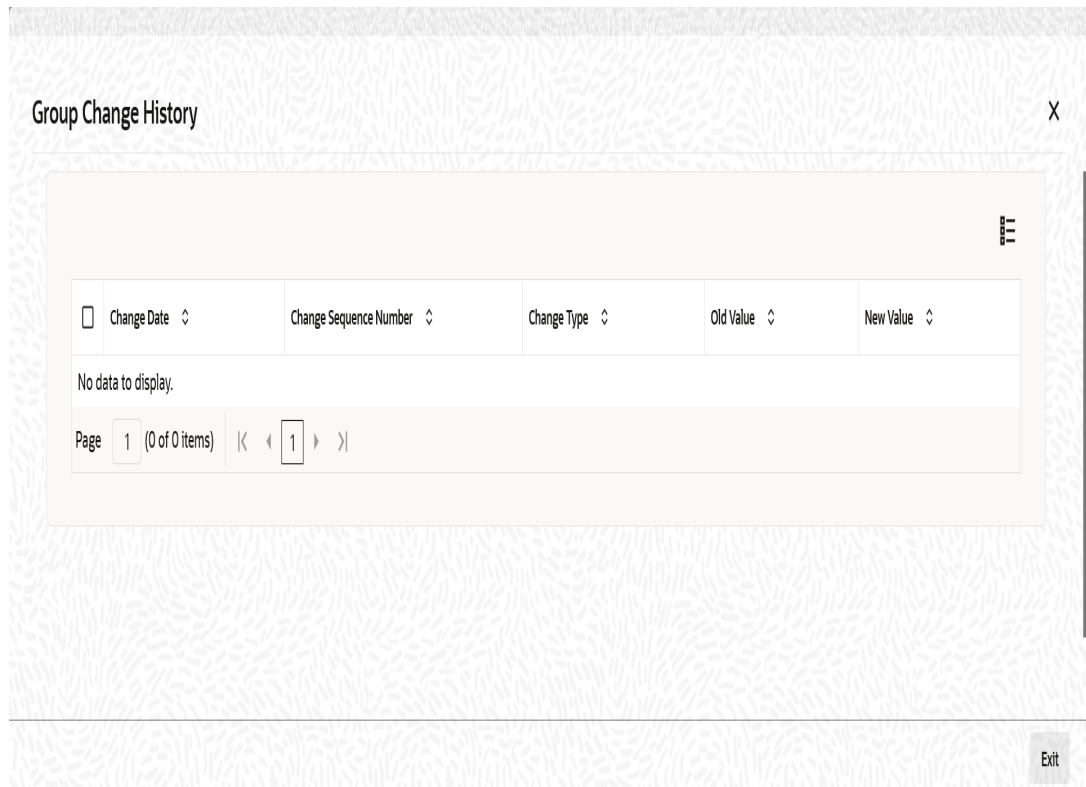 Group Change History
Change Date Change Sequence Number Change Type Old Value New Value
No data to display.
Page 1 (0 of 0 items) 1
Exit